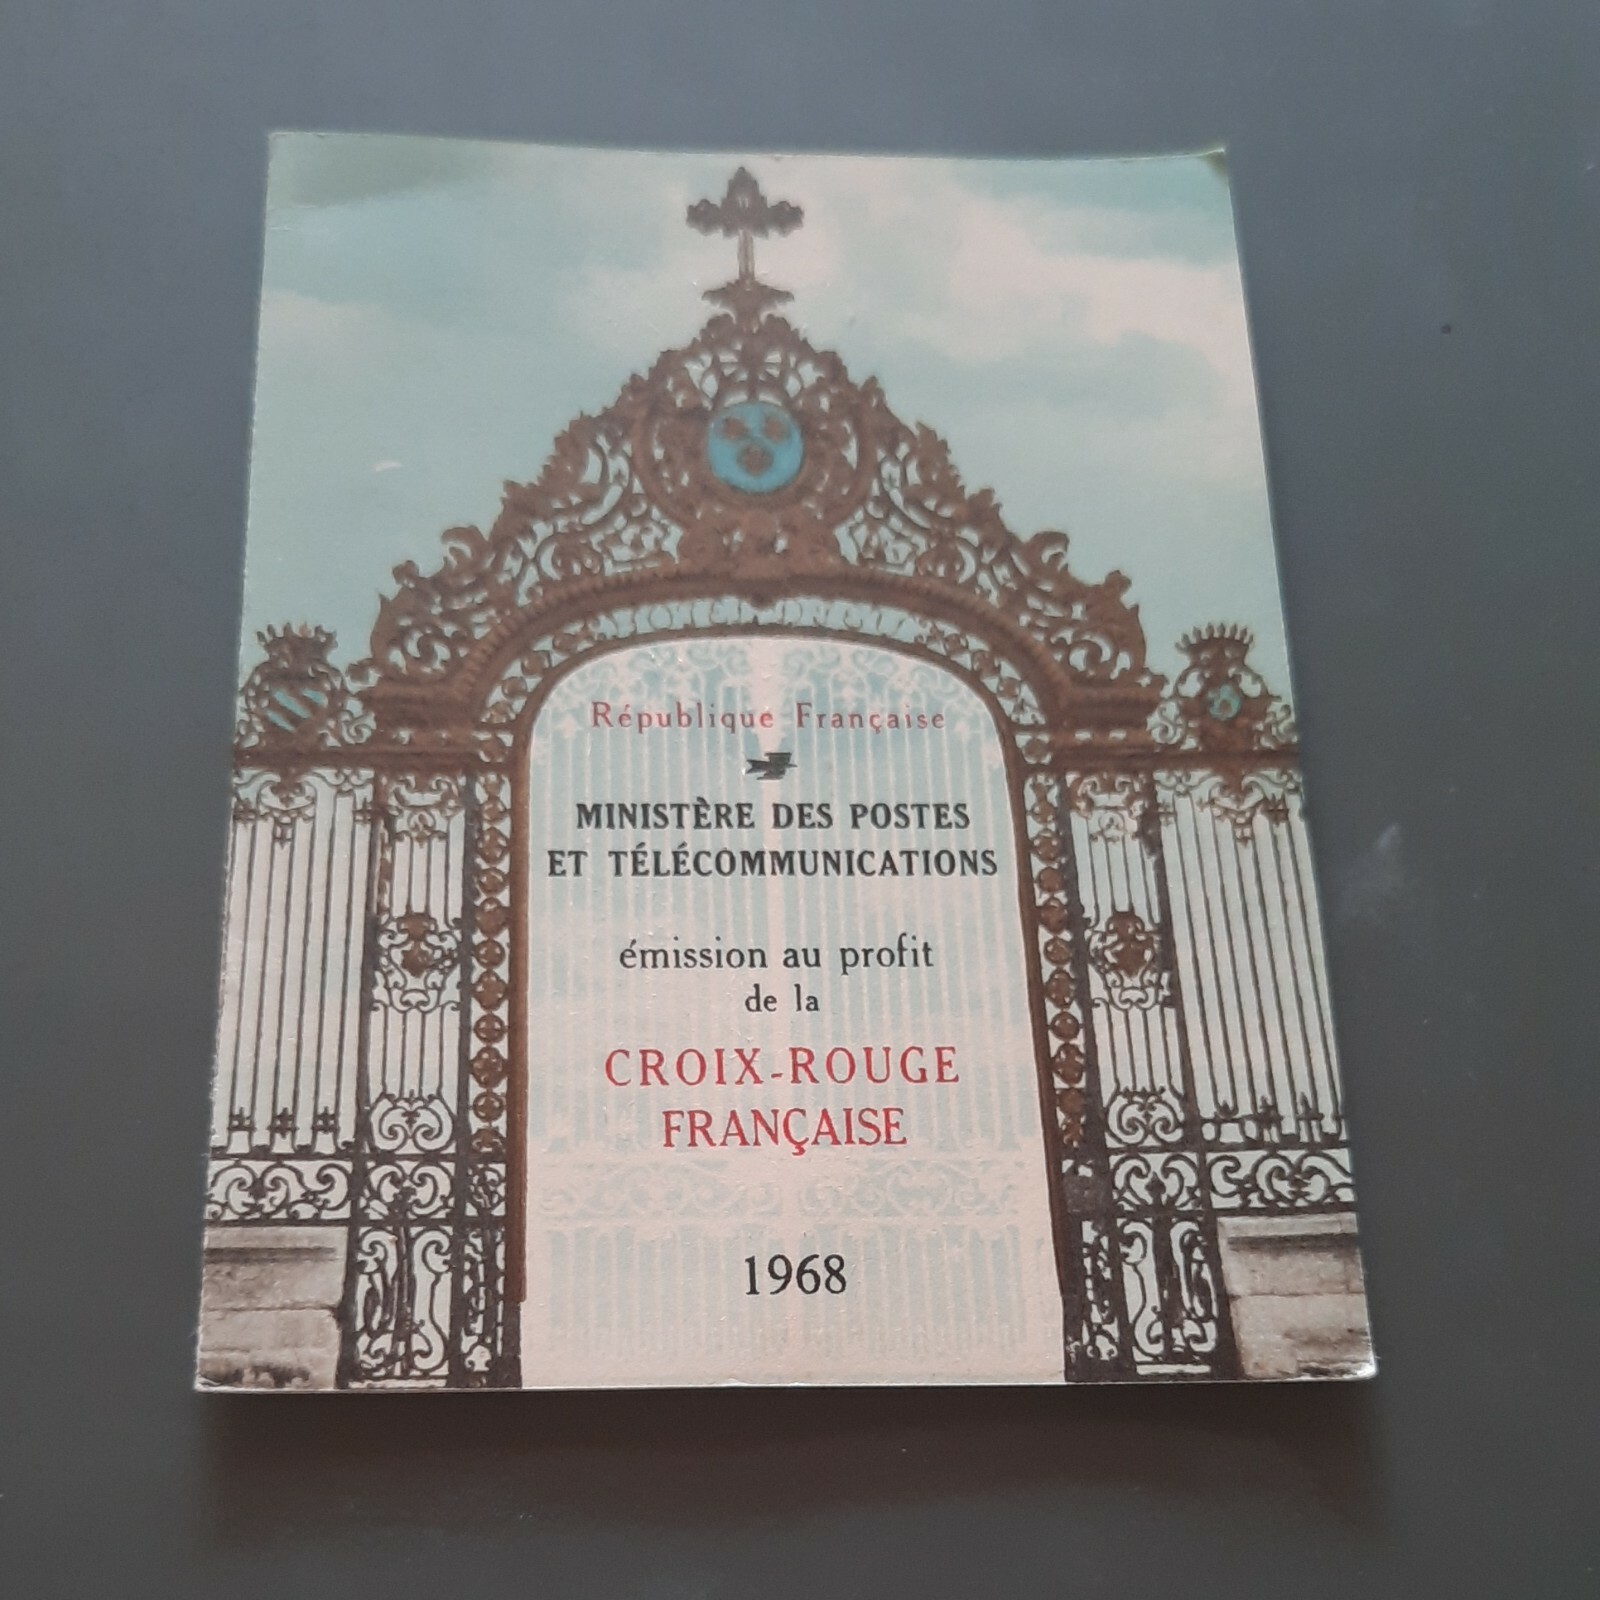 République Française
MINISTÈRE DES POSTES
ET TÉLÉCOMMUNICATIONS
émission au profit
de la
CROIX-ROUGE
FRANÇAISE
1968